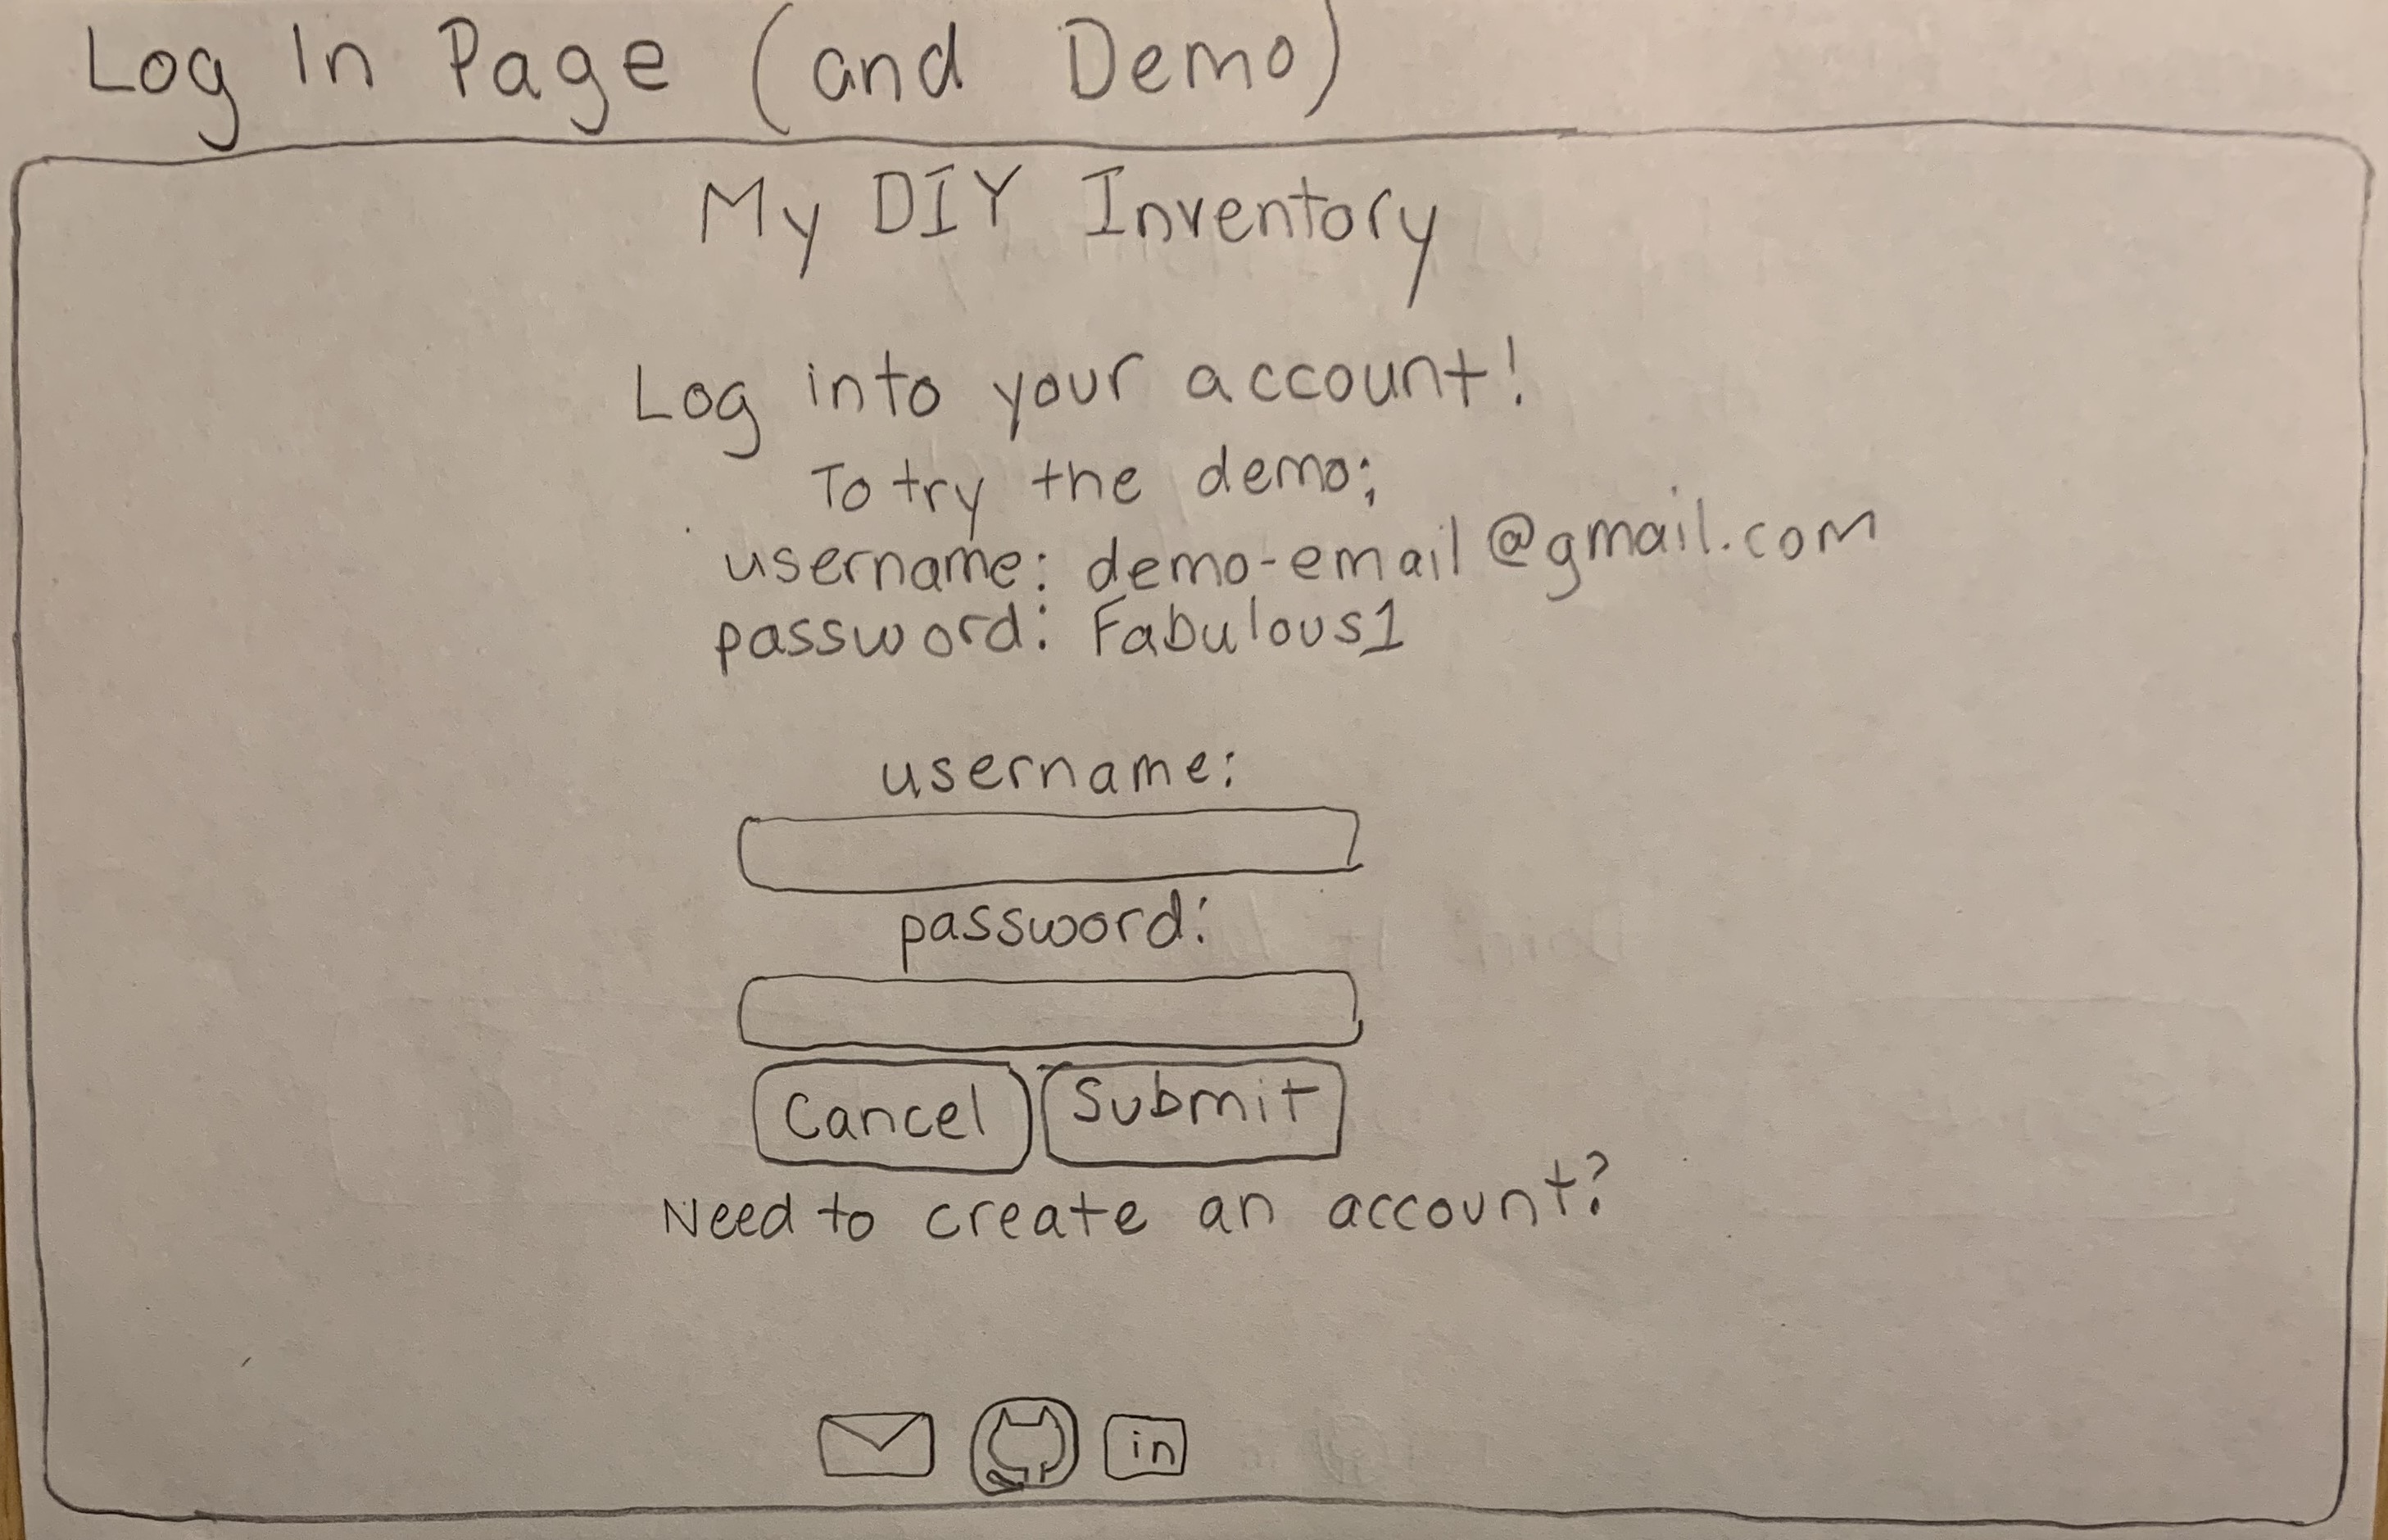 Log In Page (and Demo)
My DIY Inventory
Log into your account!
To try the demo:
username: demo-email@gmail.com
password: Fabulous1
username:
password:
Cancel Submit
Need to create an account?
in